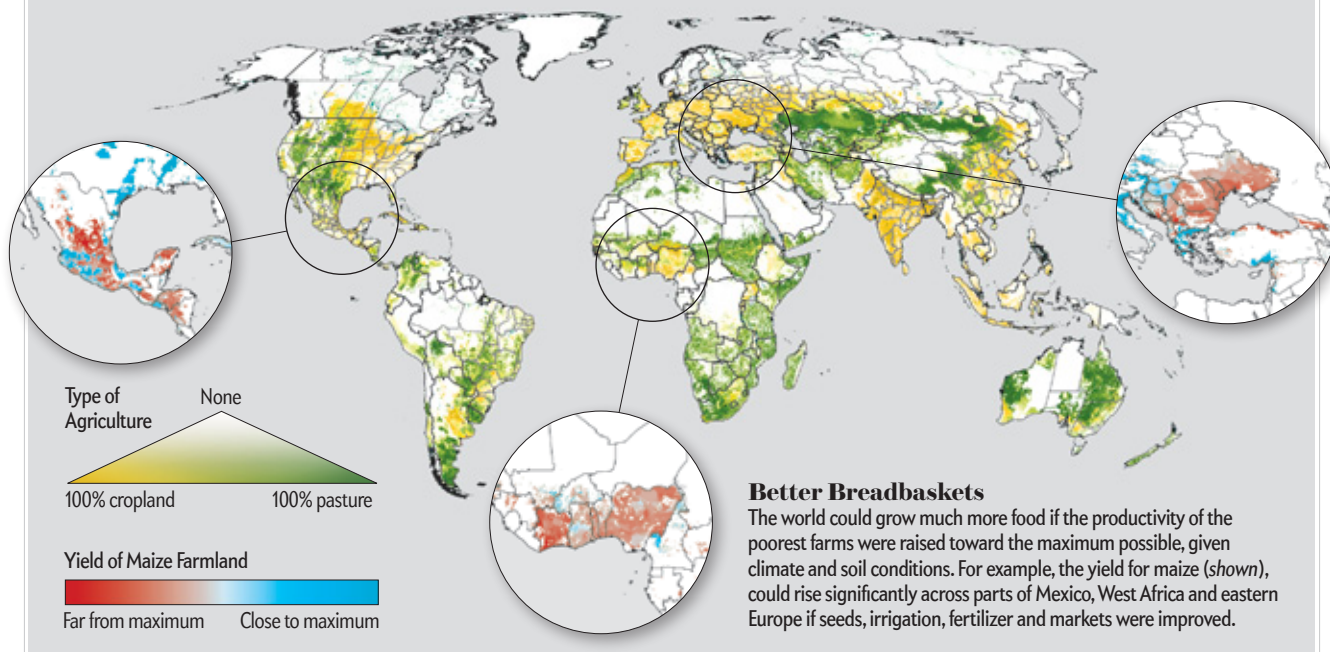 Type of
Agriculture
None
100% cropland
100% pasture
Yield of Maize Farmland
Far from maximum
Close to maximum
Better Breadbaskets
The world could grow much more food if the productivity of the
poorest farms were raised toward the maximum possible, given
climate and soil conditions. For example, the yield for maize (shown),
could rise significantly across parts of Mexico, West Africa and eastern
Europe if seeds, irrigation, fertilizer and markets were improved.